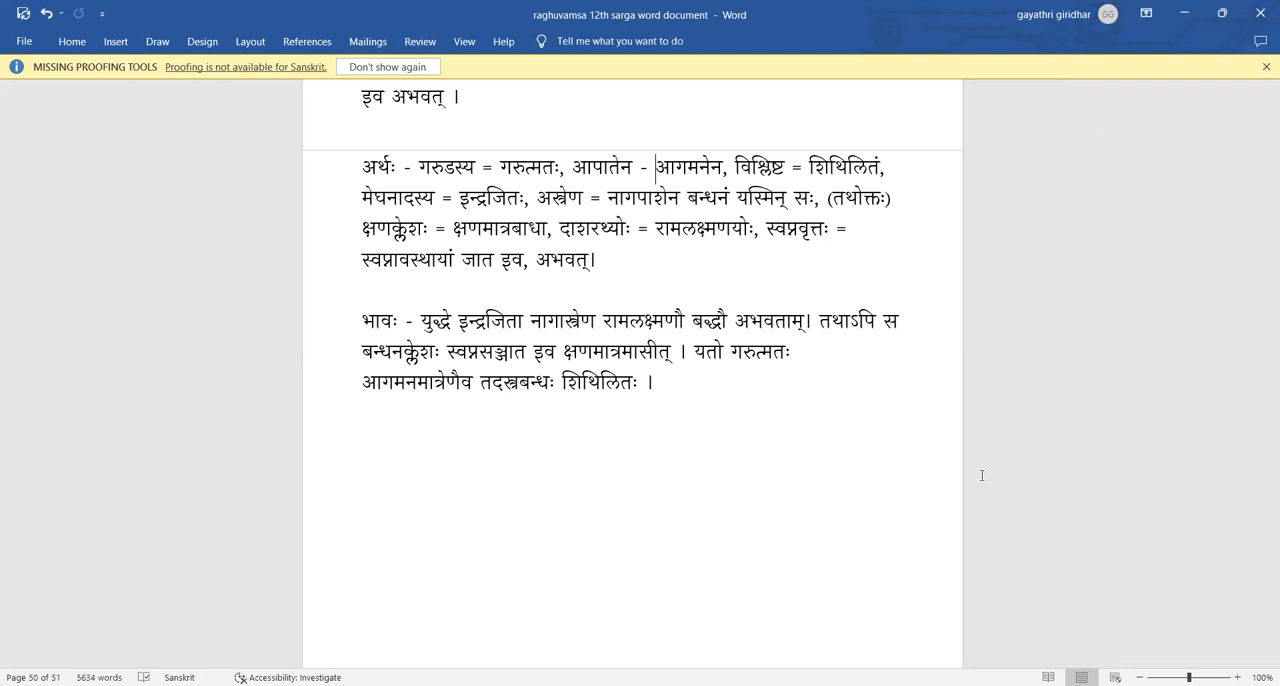 raghuvamsa 12th sarga word document - Word
gayathri giridhar GG
File Home Insert Draw Design Layout References Mailings Review View Help Tell me what you want to do
MISSING PROOFING TOOLS Proofing is not available for Sanskrit. Don't show again
इव अभवत् ।
अर्थः - गरुडस्य = गरुत्मतः, आपातेन - आगमनेन, विश्लिष्ट = शिथिलितं,
मेघनादस्य = इन्द्रजितः, अस्त्रेण = नागपाशेन बन्धनं यस्मिन् सः, (तथोक्तः)
क्षणक्लेशः = क्षणमात्रबाधा, दाशरथ्योः = रामलक्ष्मणयोः, स्वप्नवृत्तः =
स्वप्नावस्थायां जात इव, अभवत्।
भावः - युद्धे इन्द्रजिता नागास्त्रेण रामलक्ष्मणौ बद्धौ अभवताम्। तथाऽपि स
बन्धनक्लेशः स्वप्नसञ्जात इव क्षणमात्रमासीत् । यतो गरुत्मतः
आगमनमात्रेणैव तदस्त्रबन्धः शिथिलितः ।
Page 50 of 51 5634 words Sanskrit Accessibility: Investigate 100%